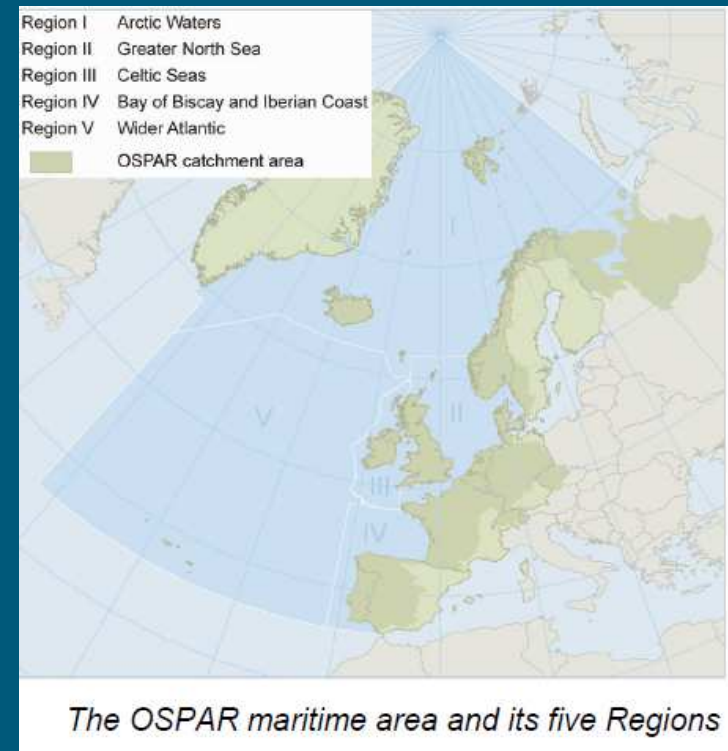 Region I Arctic Waters
Region II Greater North Sea
Region III Celtic Seas
Region IV Bay of Biscay and Iberian Coast
Region V Wider Atlantic
OSPAR catchment area
I
II
V
III
IV
The OSPAR maritime area and its five Regions